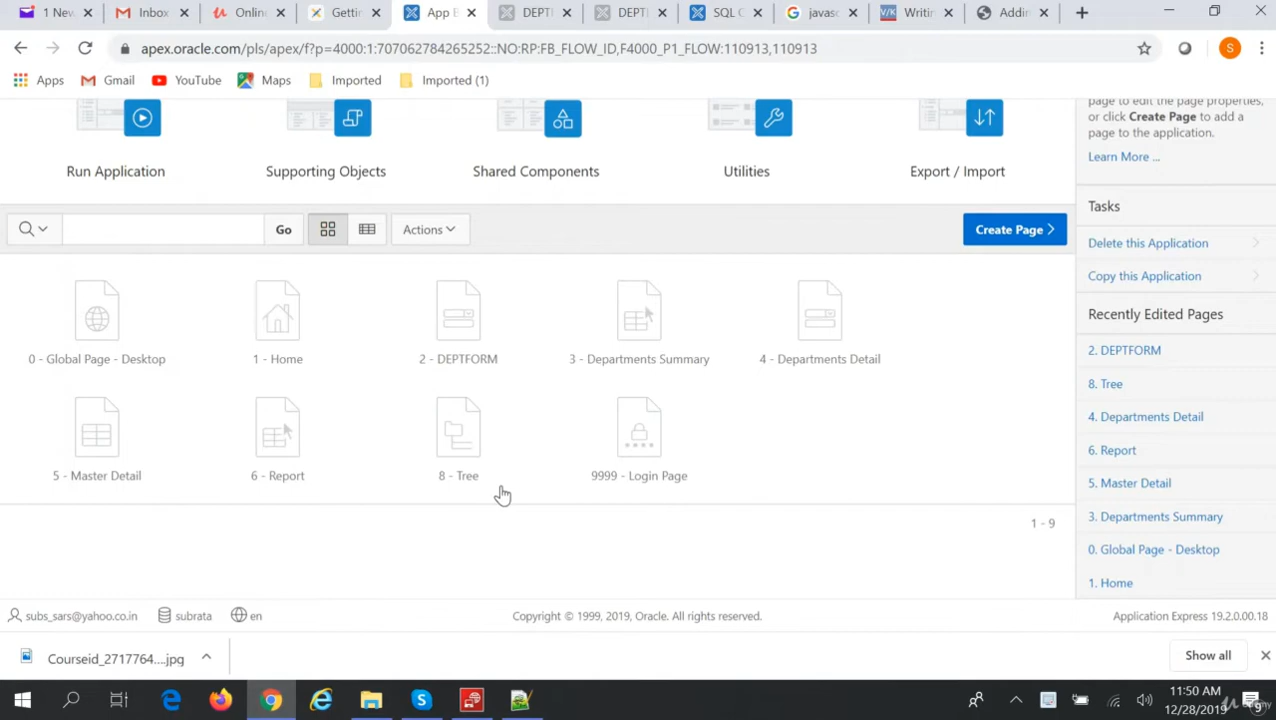 1 New
Inbox
Onlin
Gettin
App B
DEPT
DEPT
SQL C
javasc
Writin
Addin
apex.oracle.com/pls/apex/f?p=4000:1:707062784265252::NO:RP:FB_FLOW_ID,F4000_P1_FLOW:110913,110913
S
Apps
Gmail
YouTube
Maps
Imported
Imported (1)
page to edit the page properties,
or click Create Page to add a
page to the application.
Learn More ...
Run Application
Supporting Objects
Shared Components
Utilities
Export / Import
Go
Actions
Create Page
Tasks
Delete this Application
Copy this Application
0 - Global Page - Desktop
1 - Home
2 - DEPTFORM
3 - Departments Summary
4 - Departments Detail
5 - Master Detail
6 - Report
8 - Tree
9999 - Login Page
1 - 9
Recently Edited Pages
2. DEPTFORM
8. Tree
4. Departments Detail
6. Report
5. Master Detail
3. Departments Summary
0. Global Page - Desktop
1. Home
subs_sars@yahoo.co.in
subrata
en
Copyright © 1999, 2019, Oracle. All rights reserved.
Application Express 19.2.0.00.18
Courseid_2717764....jpg
Show all
11:50 AM
12/28/2019